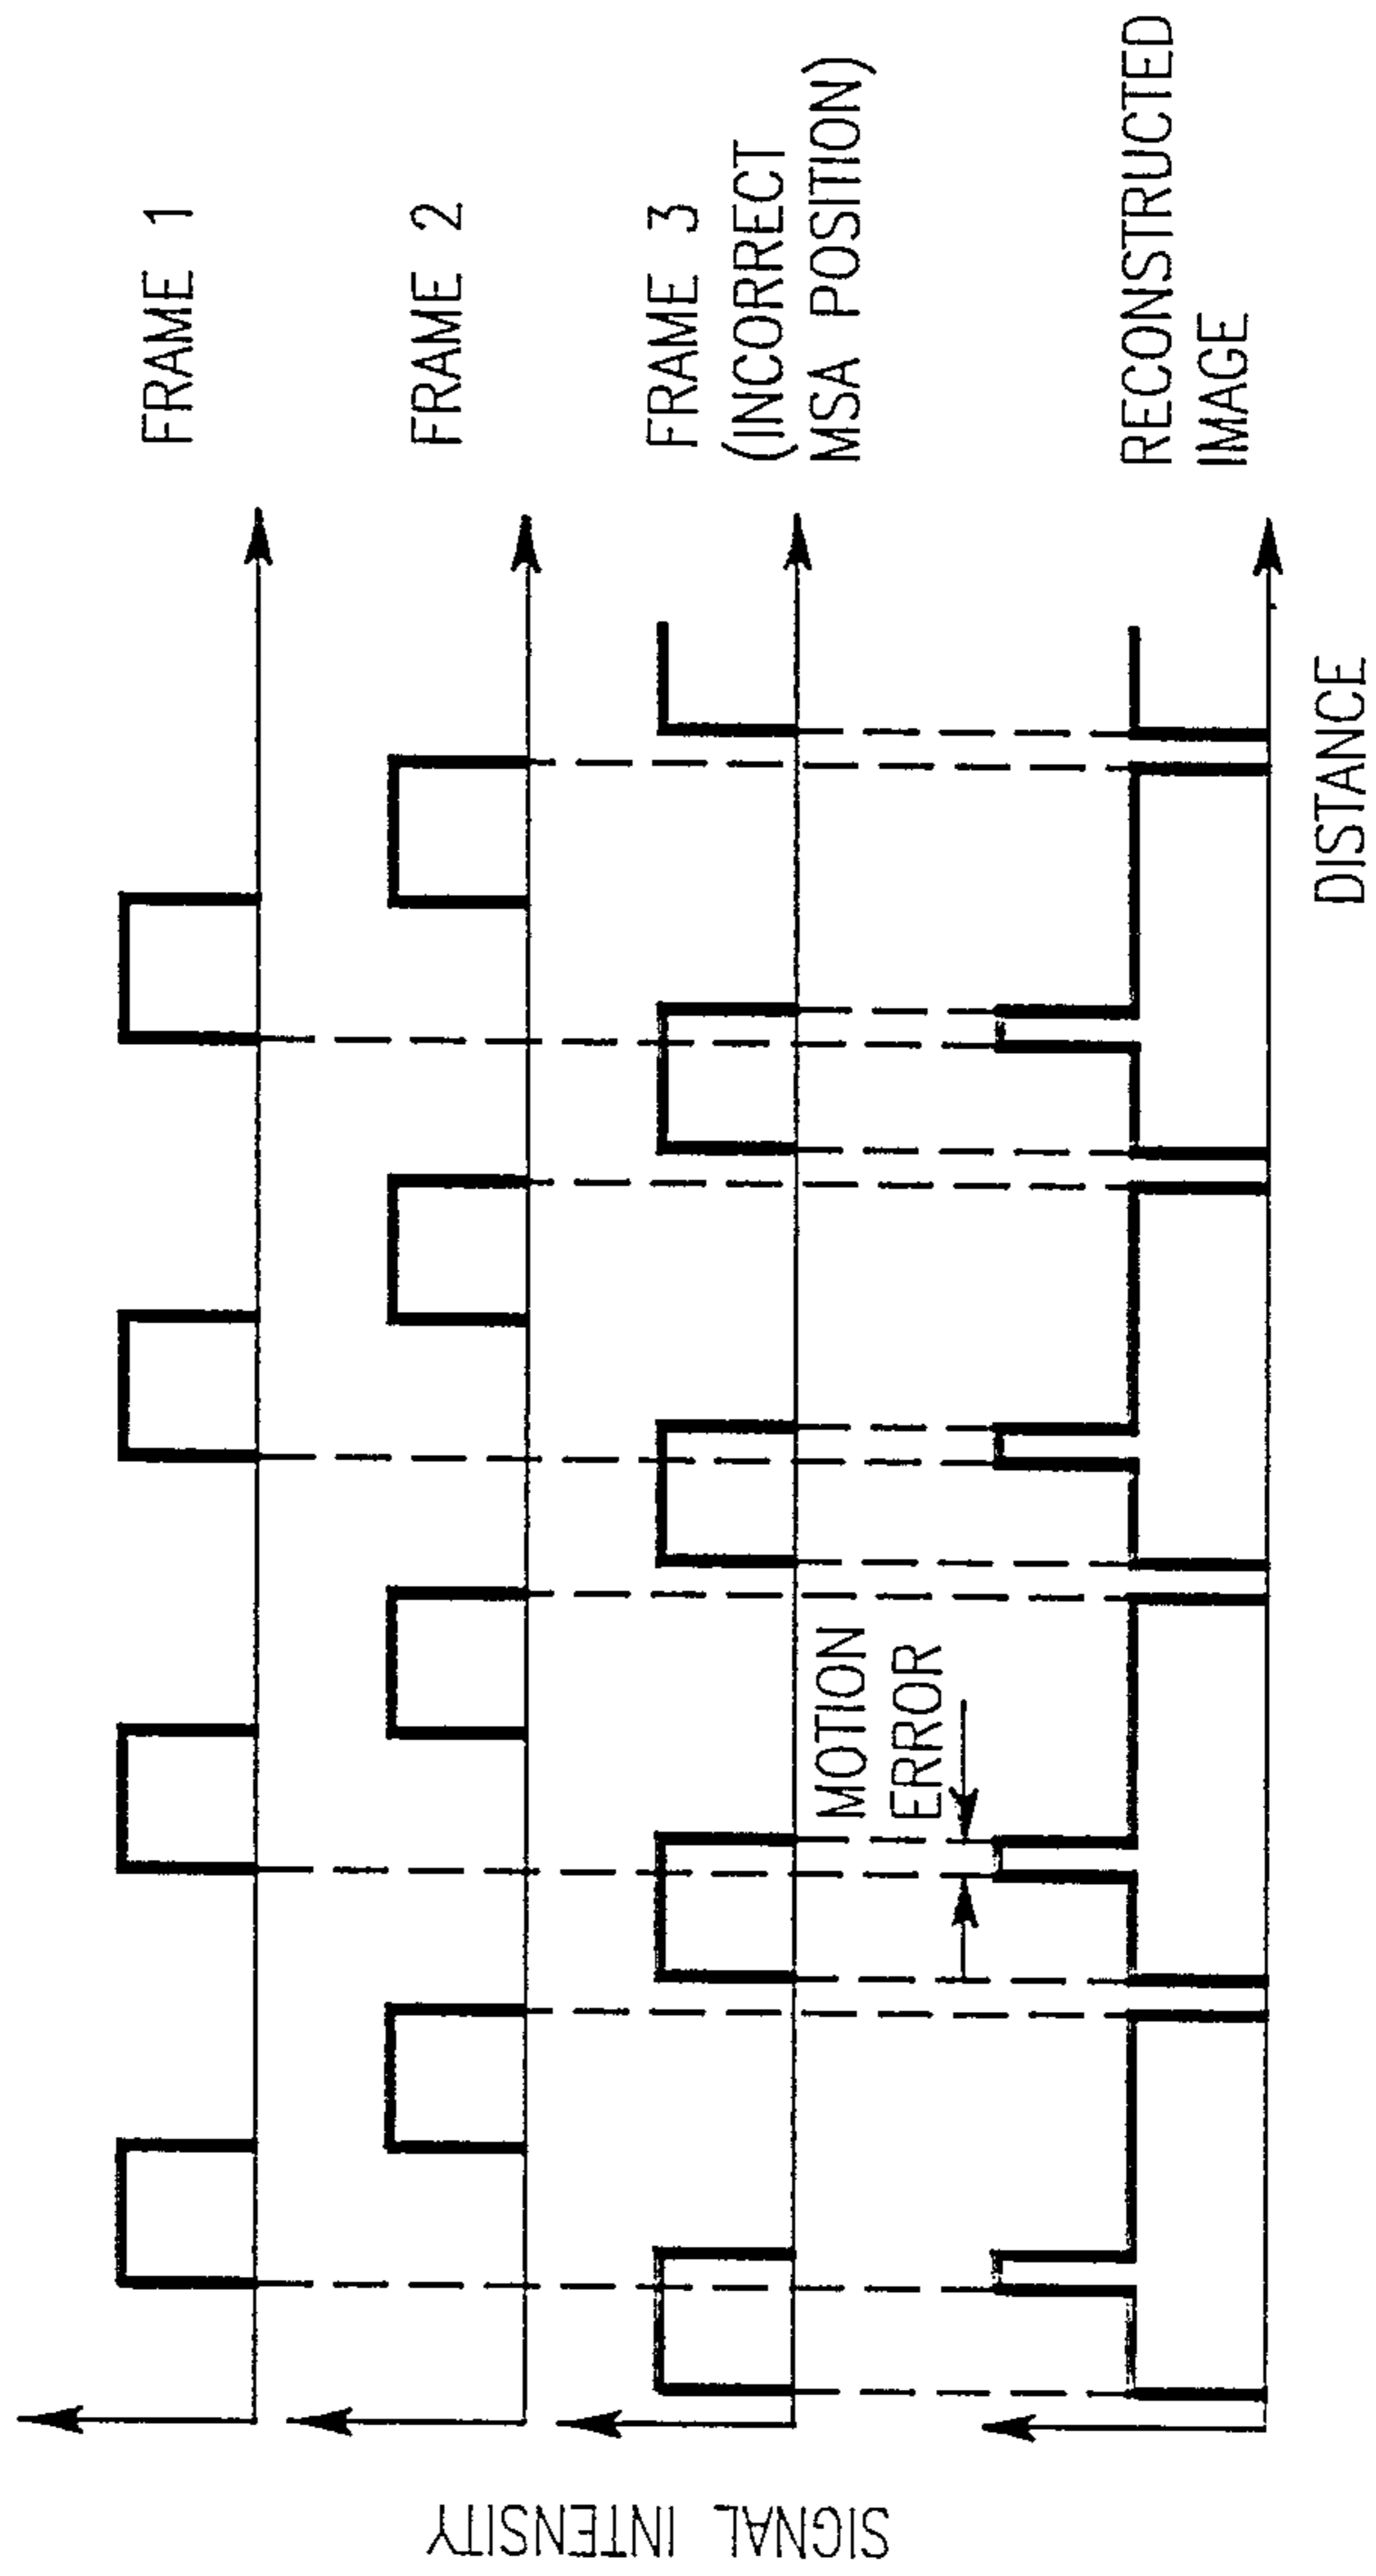 FRAME 1
FRAME 2
FRAME 3
(INCORRECT
MSA POSITION)
MOTION
ERROR
RECONSTRUCTED
IMAGE
DISTANCE
SIGNAL INTENSITY